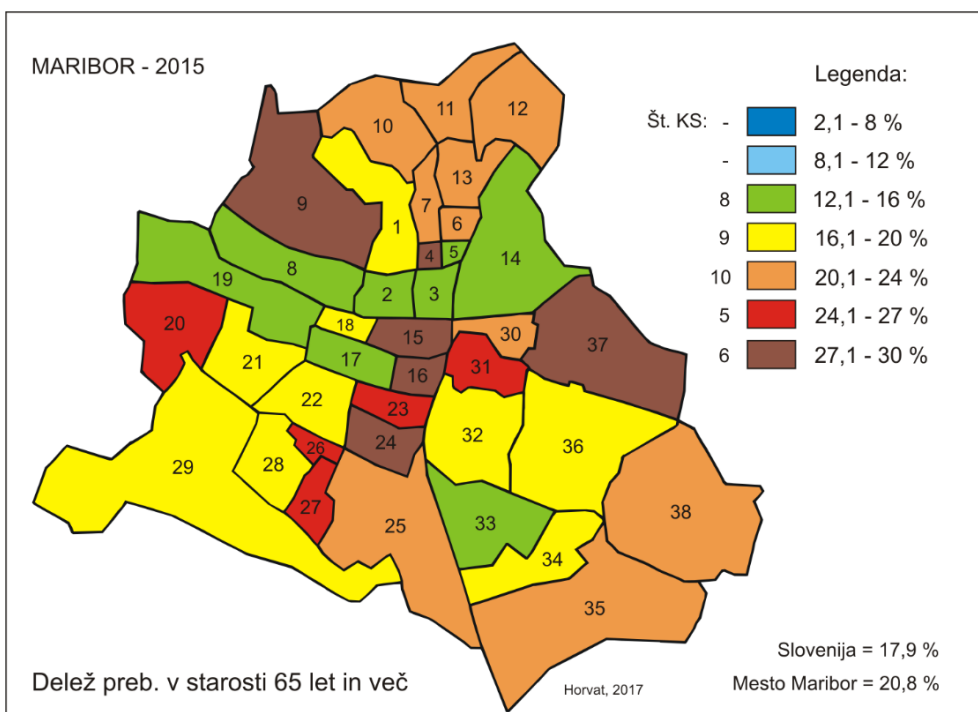 MARIBOR - 2015
Legenda:
Št. KS: - 2,1 - 8 %
- 8,1 - 12 %
8 12,1 - 16 %
9 16,1 - 20 %
10 20,1 - 24 %
5 24,1 - 27 %
6 27,1 - 30 %
11
12
10
13
9
7
6
1
4
5
14
8
19
2
3
20
18
15
30
37
17
16
31
21
22
23
32
36
24
26
28
29
27
25
33
38
34
35
Slovenija = 17,9 %
Delež preb. v starosti 65 let in več
Horvat, 2017
Mesto Maribor = 20,8 %